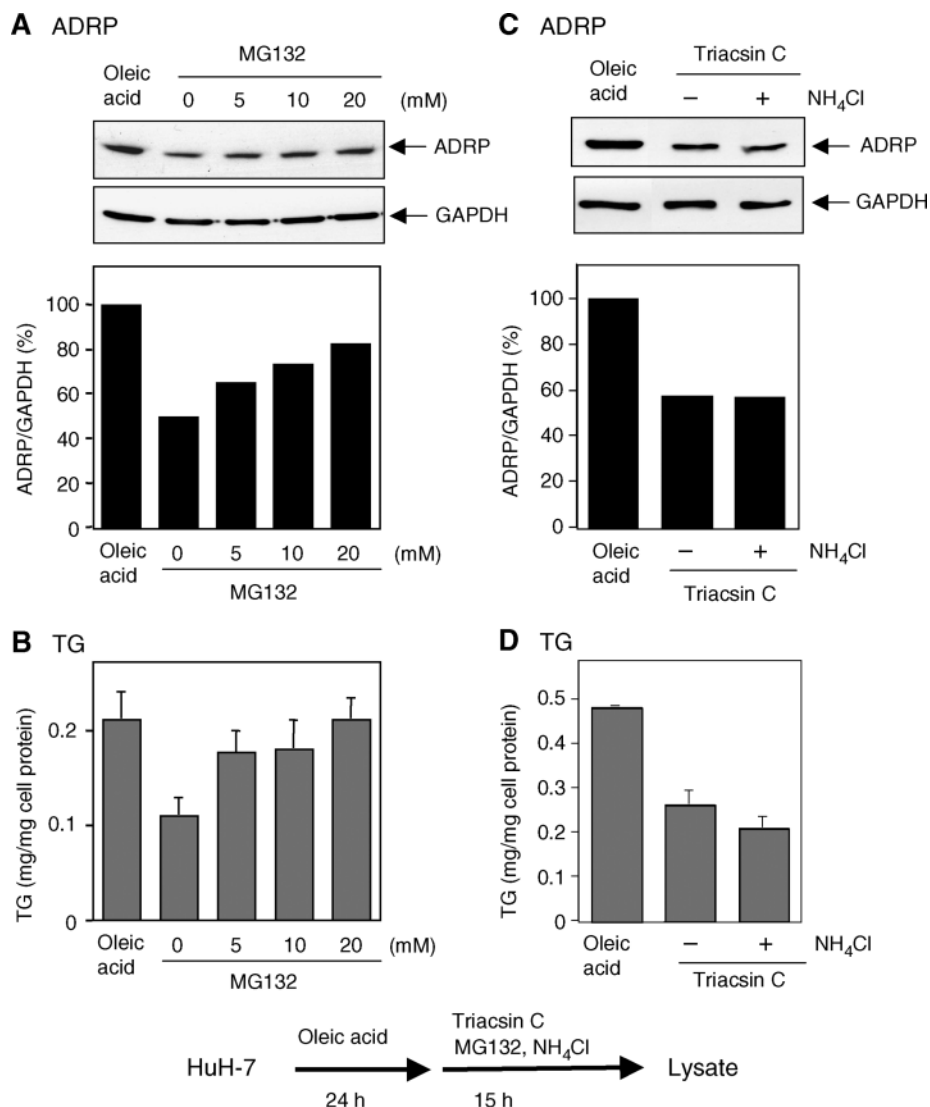 A ADRP
MG132
Oleic
acid
0 5 10 20 (mM)
ADRP
GAPDH
ADRP/GAPDH (%)
100
80
60
40
20
0
Oleic
acid
0 5 10 20 (mM)
MG132
B TG
TG (mg/mg cell protein)
0.2
0.1
0
Oleic
acid
0 5 10 20 (mM)
MG132
C ADRP
Triacsin C
Oleic
acid
− + NH4Cl
ADRP
GAPDH
ADRP/GAPDH (%)
100
80
60
40
20
0
Oleic
acid
− + NH4Cl
Triacsin C
D TG
TG (mg/mg cell protein)
0.5
0.4
0.3
0.2
0.1
0
Oleic
acid
− + NH4Cl
Triacsin C
HuH-7
Oleic acid
24 h
Triacsin C
MG132, NH4Cl
15 h
Lysate